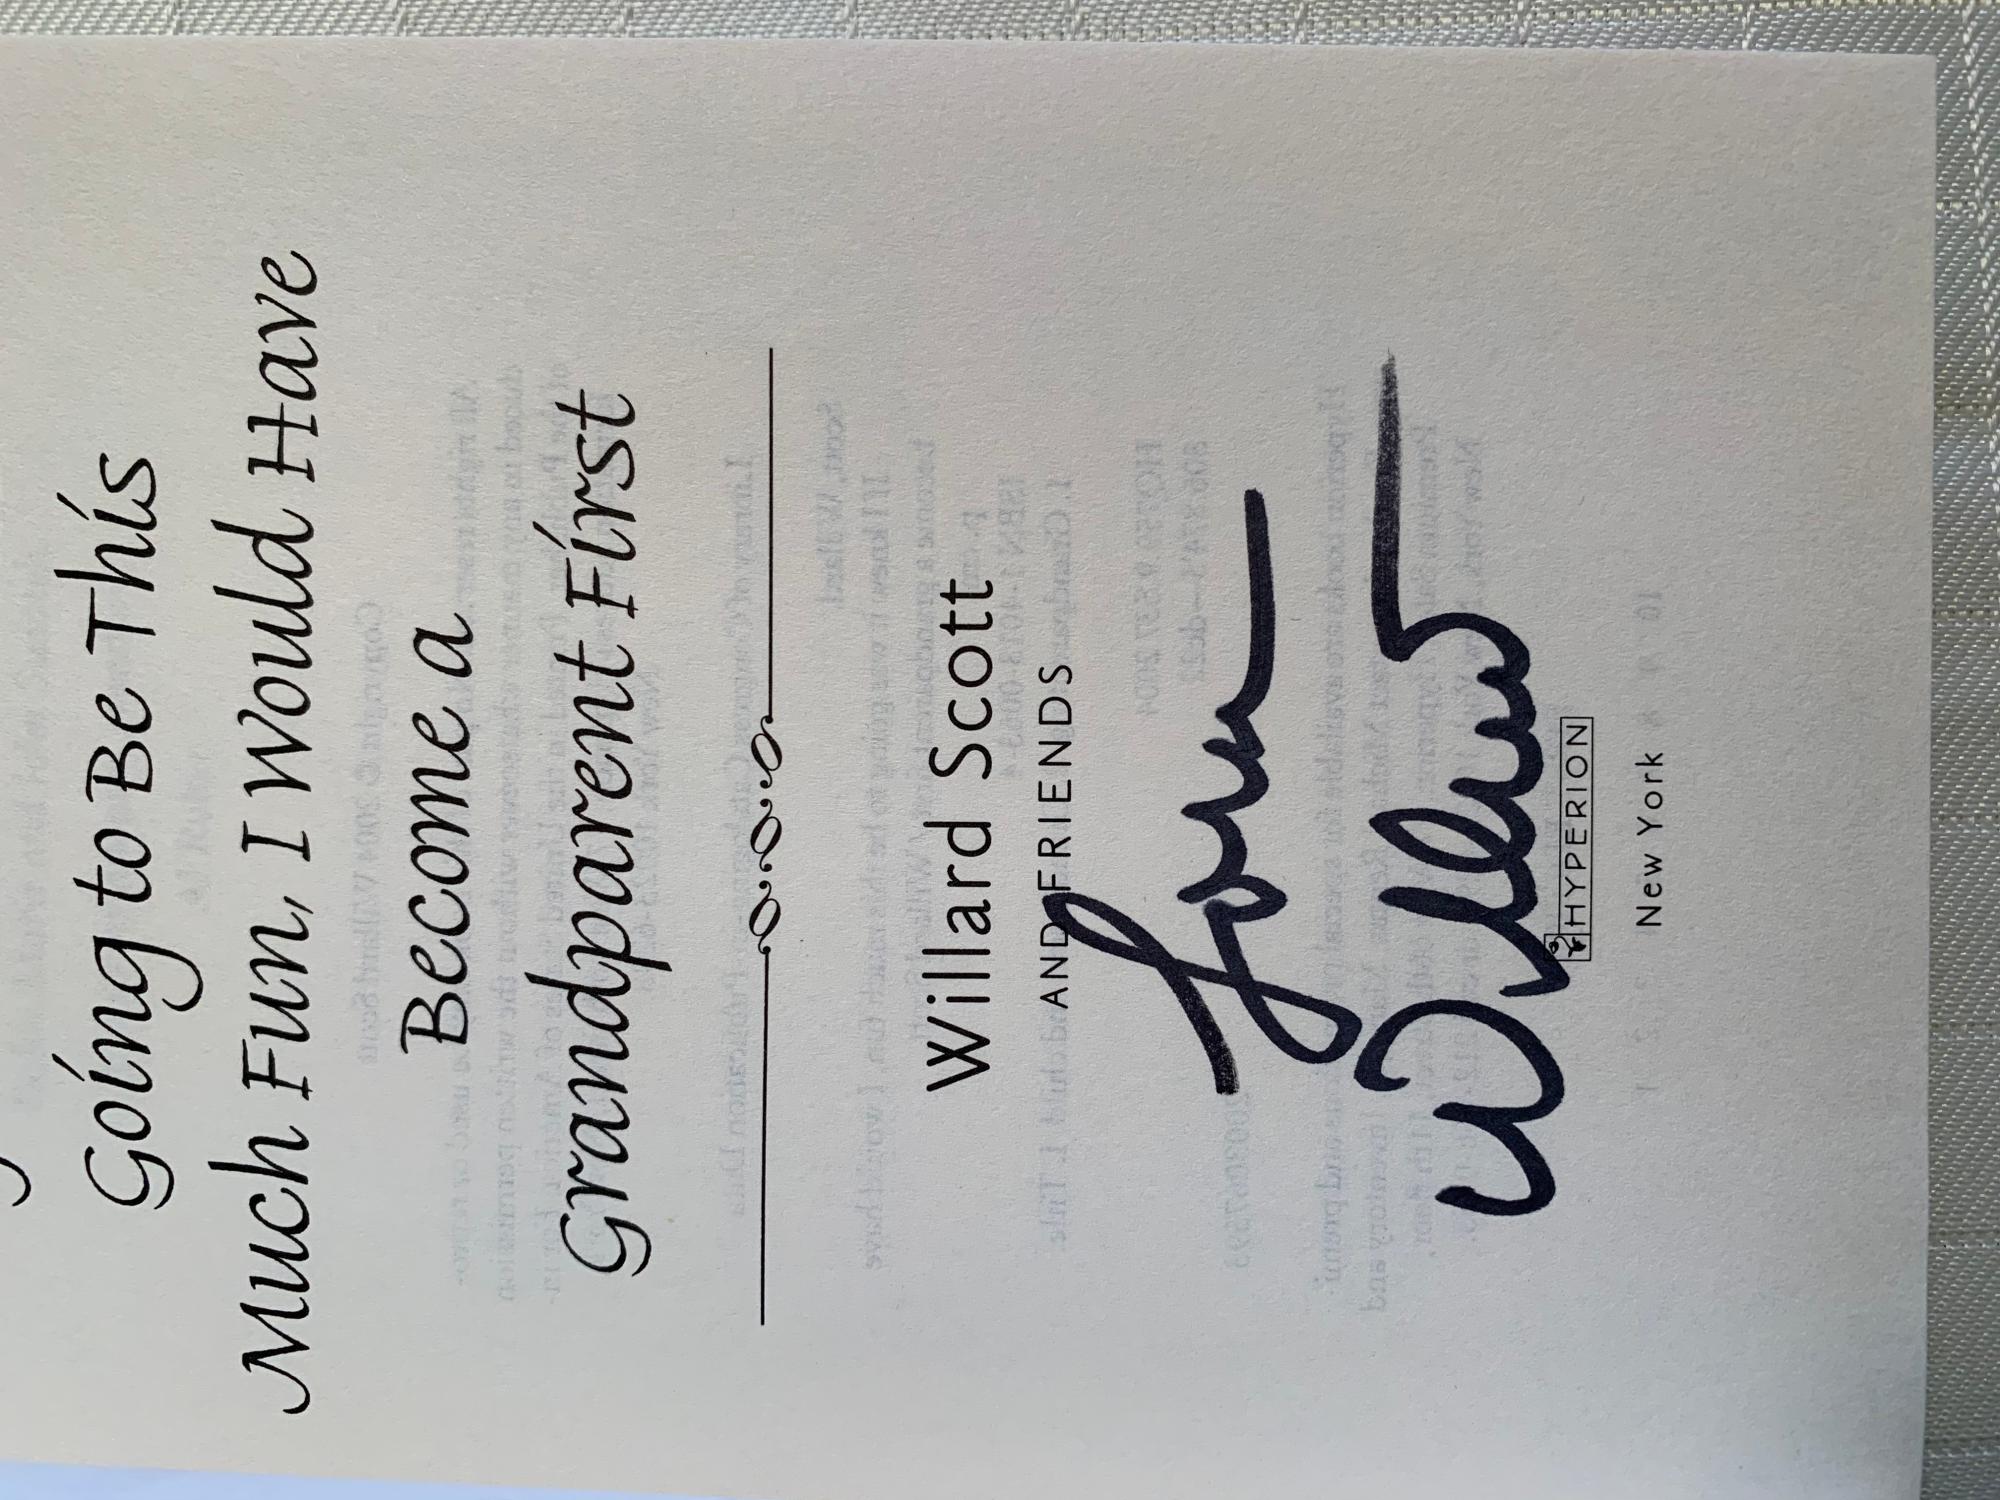 Going to Be This
Much Fun, I Would Have
Become a
Grandparent First
Willard Scott
AND FRIENDS
Love
Willard
HYPERION
New York